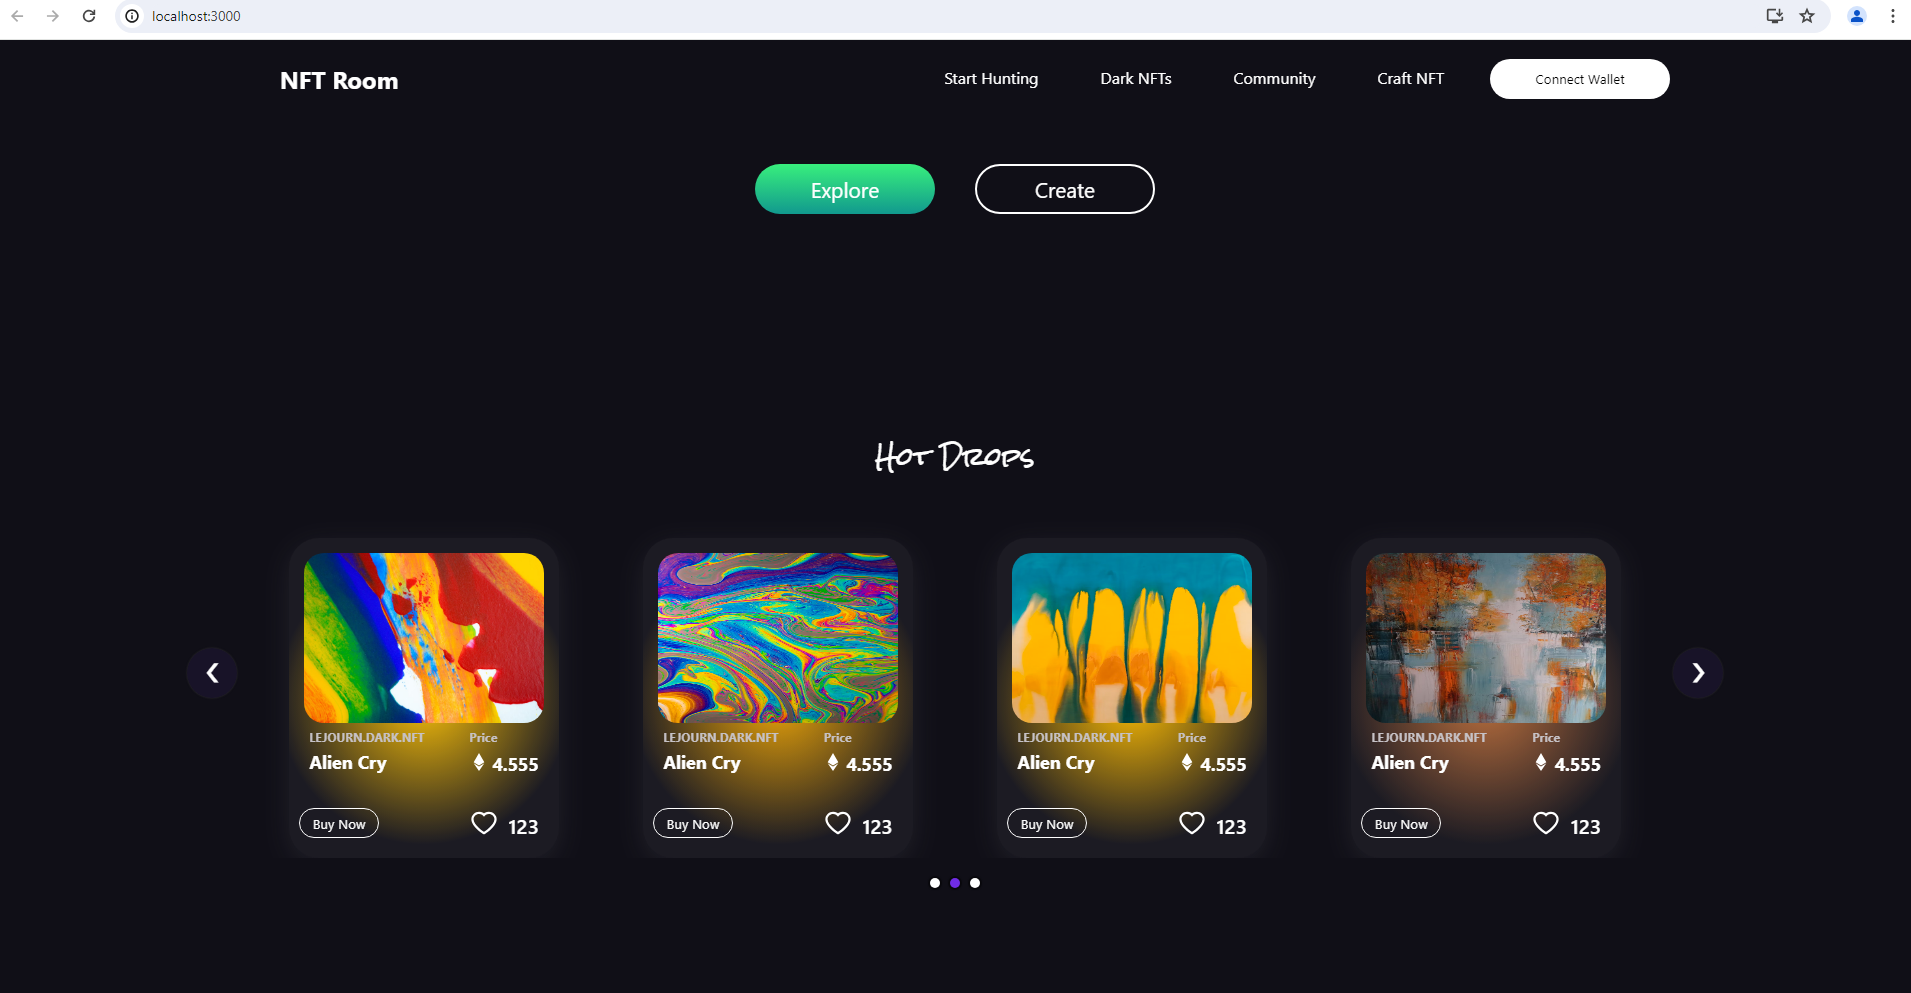 localhost:3000
NFT Room
Start Hunting
Dark NFTs
Community
Craft NFT
Connect Wallet
Explore
Create
Hot Drops
LEJOURN.DARK.NFT Price
Alien Cry 4.555
Buy Now 123
LEJOURN.DARK.NFT Price
Alien Cry 4.555
Buy Now 123
LEJOURN.DARK.NFT Price
Alien Cry 4.555
Buy Now 123
LEJOURN.DARK.NFT Price
Alien Cry 4.555
Buy Now 123